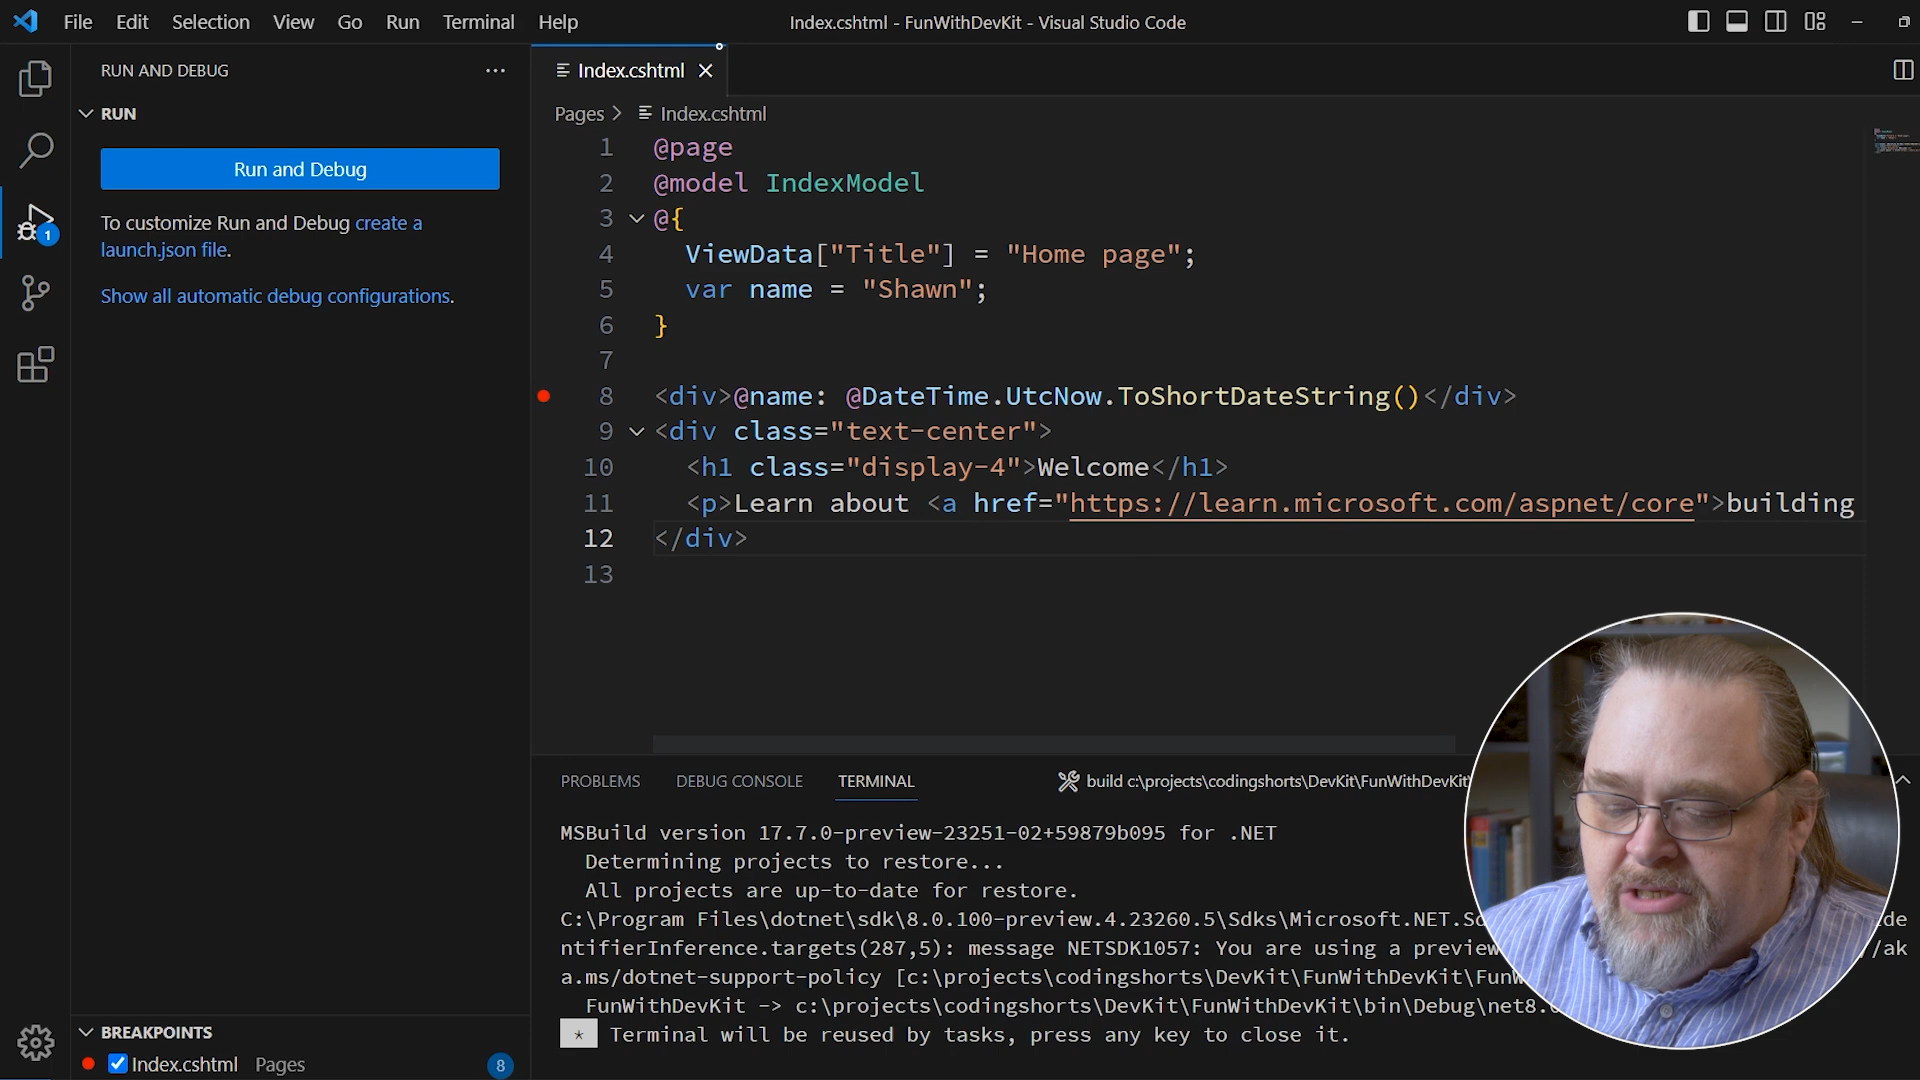 File Edit Selection View Go Run Terminal Help
Index.cshtml - FunWithDevKit - Visual Studio Code
RUN AND DEBUG
RUN
Run and Debug
To customize Run and Debug create a
launch.json file.
Show all automatic debug configurations.
1
BREAKPOINTS
Index.cshtml Pages 8
Index.cshtml
Pages > Index.cshtml
1 @page
2 @model IndexModel
3 @{
4 ViewData["Title"] = "Home page";
5 var name = "Shawn";
6 }
7
8 <div>@name: @DateTime.UtcNow.ToShortDateString()</div>
9 <div class="text-center">
10 <h1 class="display-4">Welcome</h1>
11 <p>Learn about <a href="https://learn.microsoft.com/aspnet/core">building
12 </div>
13
PROBLEMS DEBUG CONSOLE TERMINAL
build c:\projects\codingshorts\DevKit\FunWithDevKit\
MSBuild version 17.7.0-preview-23251-02+59879b095 for .NET
Determining projects to restore...
All projects are up-to-date for restore.
C:\Program Files\dotnet\sdk\8.0.100-preview.4.23260.5\Sdks\Microsoft.NET.Sd ide
ntifierInference.targets(287,5): message NETSDK1057: You are using a preview //ak
a.ms/dotnet-support-policy [c:\projects\codingshorts\DevKit\FunWithDevKit\Fun
FunWithDevKit -> c:\projects\codingshorts\DevKit\FunWithDevKit\bin\Debug\net8.
* Terminal will be reused by tasks, press any key to close it.